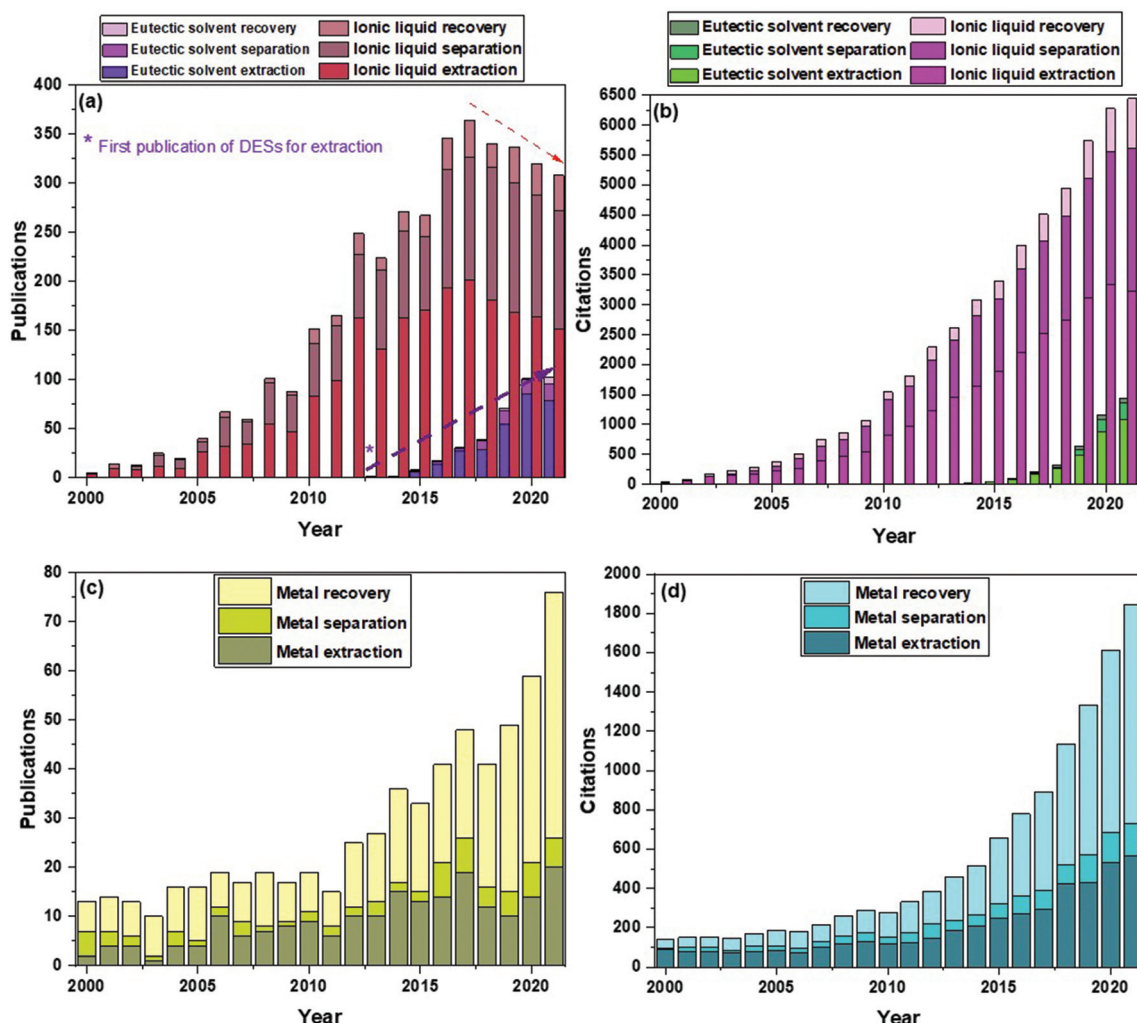 Eutectic solvent recovery Ionic liquid recovery
Eutectic solvent separation Ionic liquid separation
Eutectic solvent extraction Ionic liquid extraction
(a)
* First publication of DESs for extraction
*
400
350
300
250
200
150
100
50
0
Publications
2000 2005 2010 2015 2020
Year
Eutectic solvent recovery Ionic liquid recovery
Eutectic solvent separation Ionic liquid separation
Eutectic solvent extraction Ionic liquid extraction
(b)
6500
6000
5500
5000
4500
4000
3500
3000
2500
2000
1500
1000
500
0
Citations
2000 2005 2010 2015 2020
Year
(c)
Metal recovery
Metal separation
Metal extraction
80
70
60
50
40
30
20
10
0
Publications
2000 2005 2010 2015 2020
Year
(d)
Metal recovery
Metal separation
Metal extraction
2000
1800
1600
1400
1200
1000
800
600
400
200
0
Citations
2000 2005 2010 2015 2020
Year